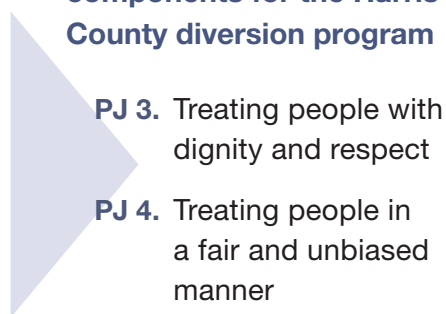 components for the Harris
County diversion program
PJ 3. Treating people with
dignity and respect
PJ 4. Treating people in
a fair and unbiased
manner